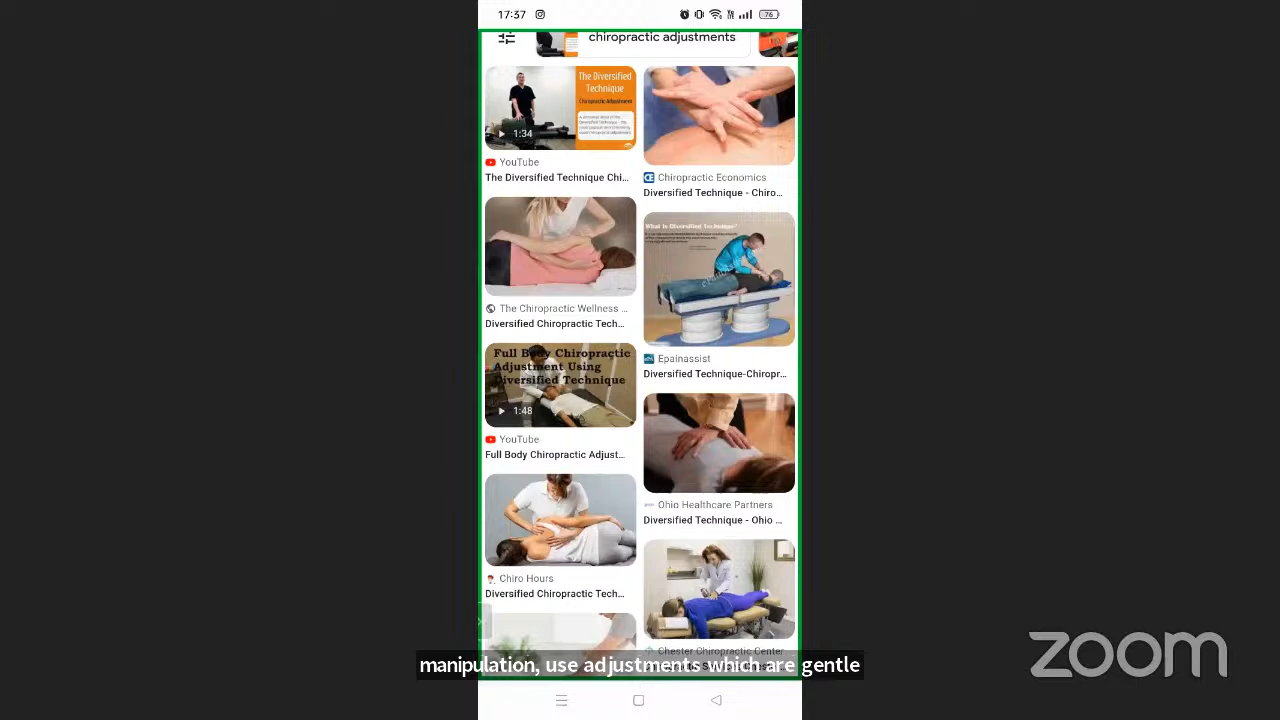 17:37
76
chiropractic adjustments
The Diversified
Technique
Chiropractic Adjustment
1:34
YouTube
The Diversified Technique Chi...
Chiropractic Economics
Diversified Technique - Chiro...
The Chiropractic Wellness ...
Diversified Chiropractic Tech...
What Is Diversified Technique?
Epainassist
Diversified Technique-Chiropr...
Full Body Chiropractic
Adjustment Using
Diversified Technique
1:48
YouTube
Full Body Chiropractic Adjust...
Ohio Healthcare Partners
Diversified Technique - Ohio ...
Chiro Hours
Diversified Chiropractic Tech...
Chester Chiropractic Center
manipulation, use adjustments which are gentle
zoom